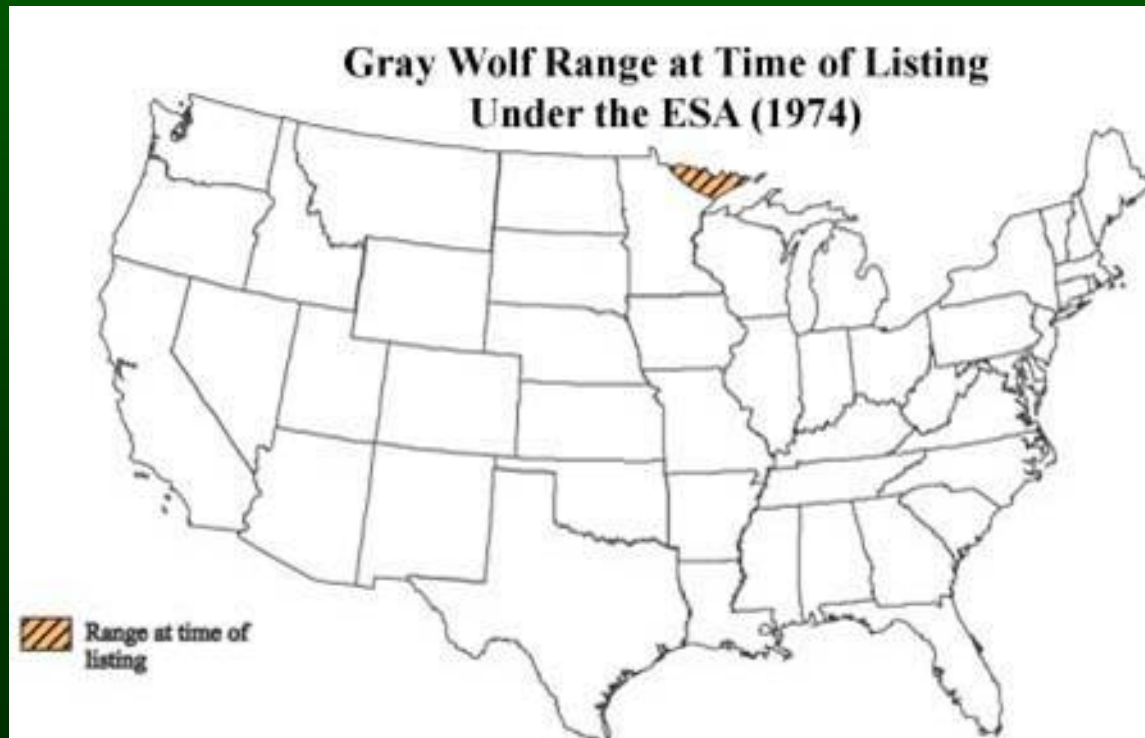 Gray Wolf Range at Time of Listing
Under the ESA (1974)
Range at time of
listing